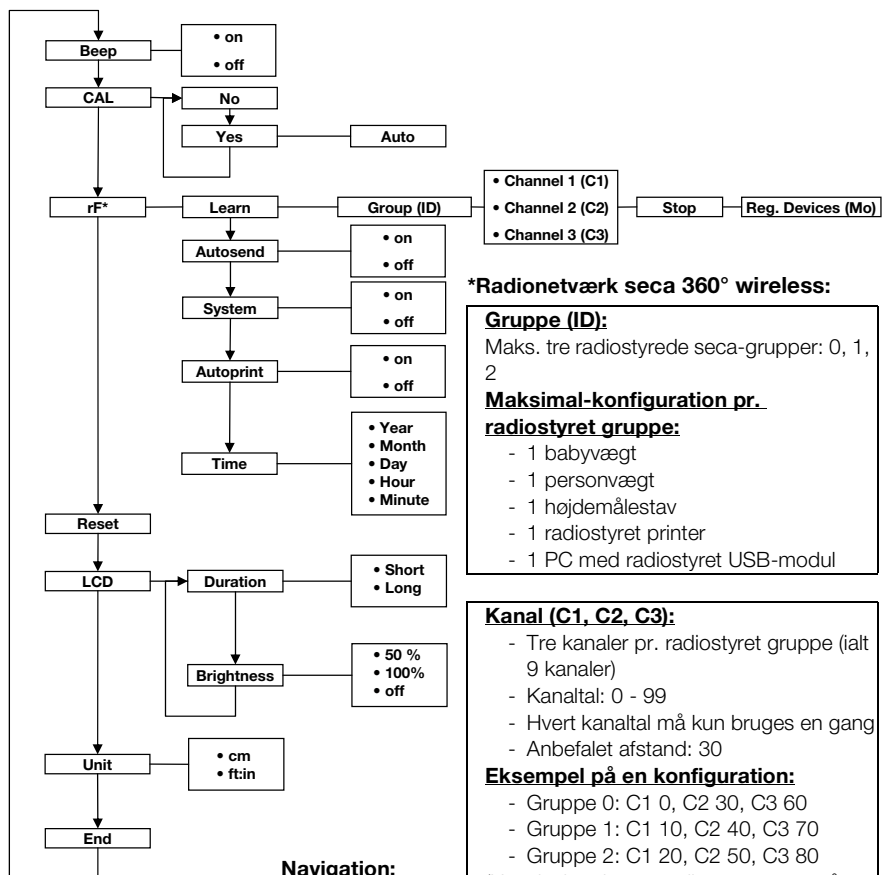 Beep
• on
• off
CAL
No
Yes
Auto
rF*
Learn
Group (ID)
• Channel 1 (C1)
• Channel 2 (C2)
• Channel 3 (C3)
Stop
Reg. Devices (Mo)
Autosend
• on
• off
System
• on
• off
Autoprint
• on
• off
Time
• Year
• Month
• Day
• Hour
• Minute
Reset
LCD
Duration
• Short
• Long
Brightness
• 50 %
• 100%
• off
Unit
• cm
• ft:in
End
*Radionetværk seca 360° wireless:
Gruppe (ID):
Maks. tre radiostyrede seca-grupper: 0, 1,
2
Maksimal-konfiguration pr.
radiostyret gruppe:
- 1 babyvægt
- 1 personvægt
- 1 højdemålestav
- 1 radiostyret printer
- 1 PC med radiostyret USB-modul
Kanal (C1, C2, C3):
- Tre kanaler pr. radiostyret gruppe (ialt
9 kanaler)
- Kanaltal: 0 - 99
- Hvert kanaltal må kun bruges en gang
- Anbefalet afstand: 30
Eksempel på en konfiguration:
- Gruppe 0: C1 0, C2 30, C3 60
- Gruppe 1: C1 10, C2 40, C3 70
- Gruppe 2: C1 20, C2 50, C3 80
Navigation: